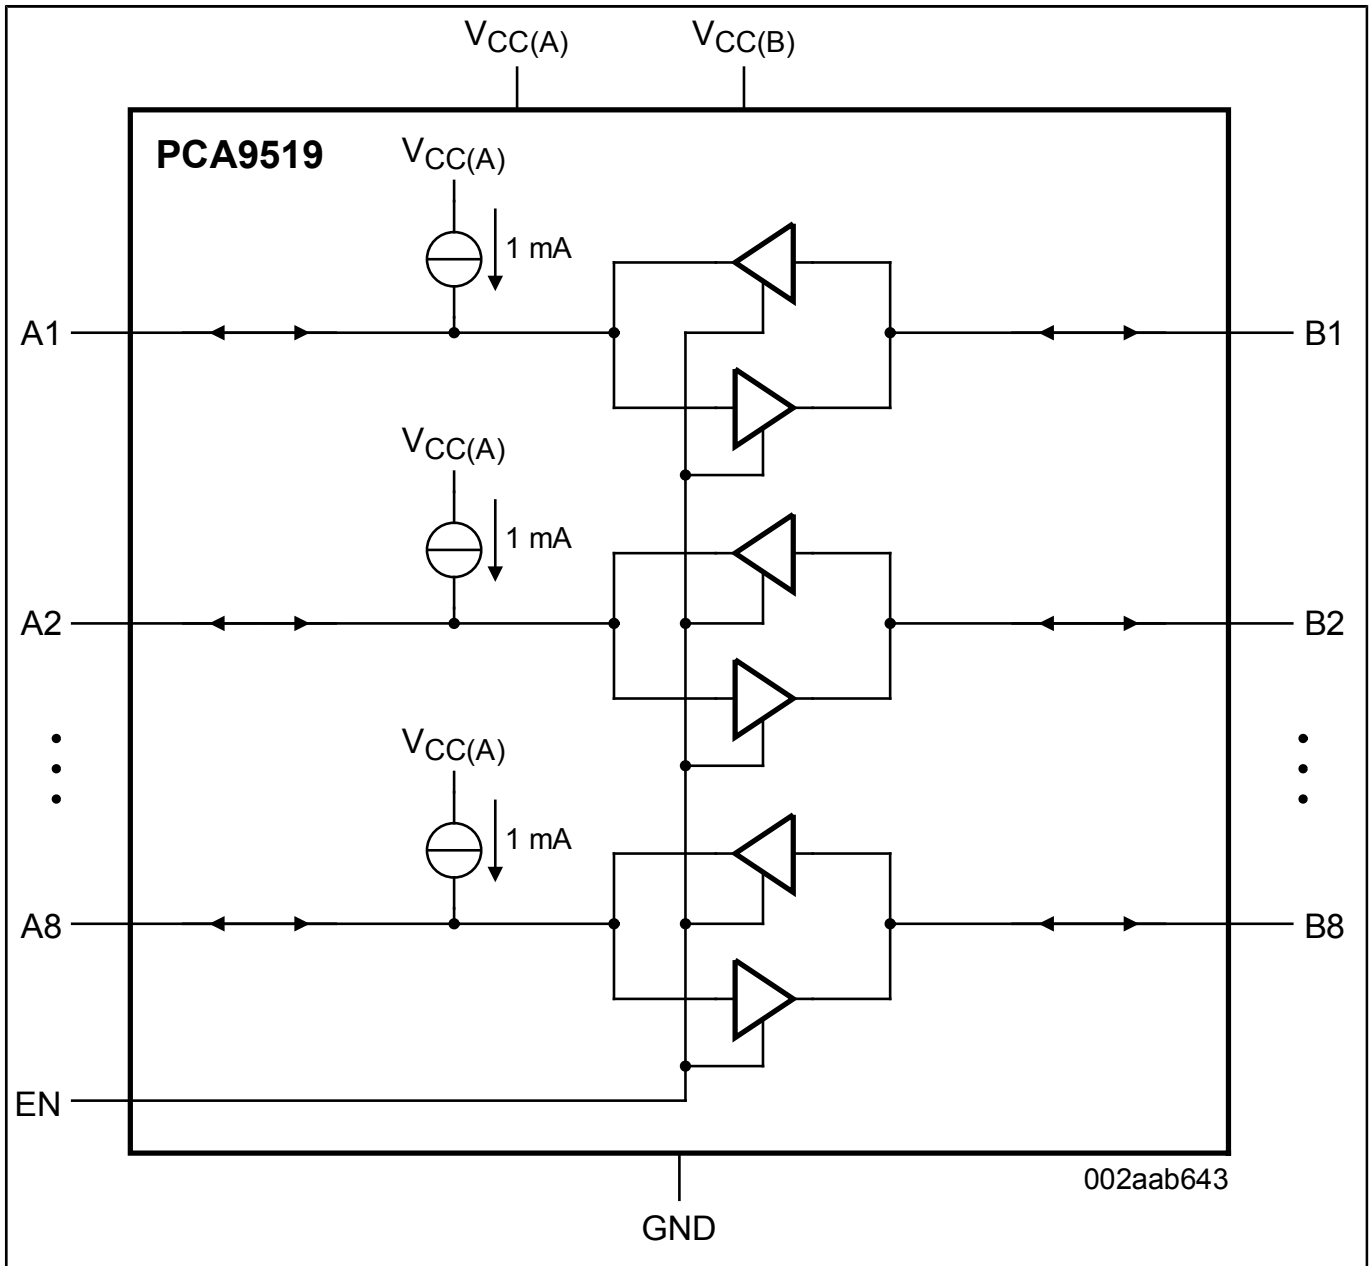 VCC(A) VCC(B)
PCA9519
VCC(A)
1 mA
A1 B1
VCC(A)
1 mA
A2 B2
VCC(A)
1 mA
A8 B8
EN
002aab643
GND